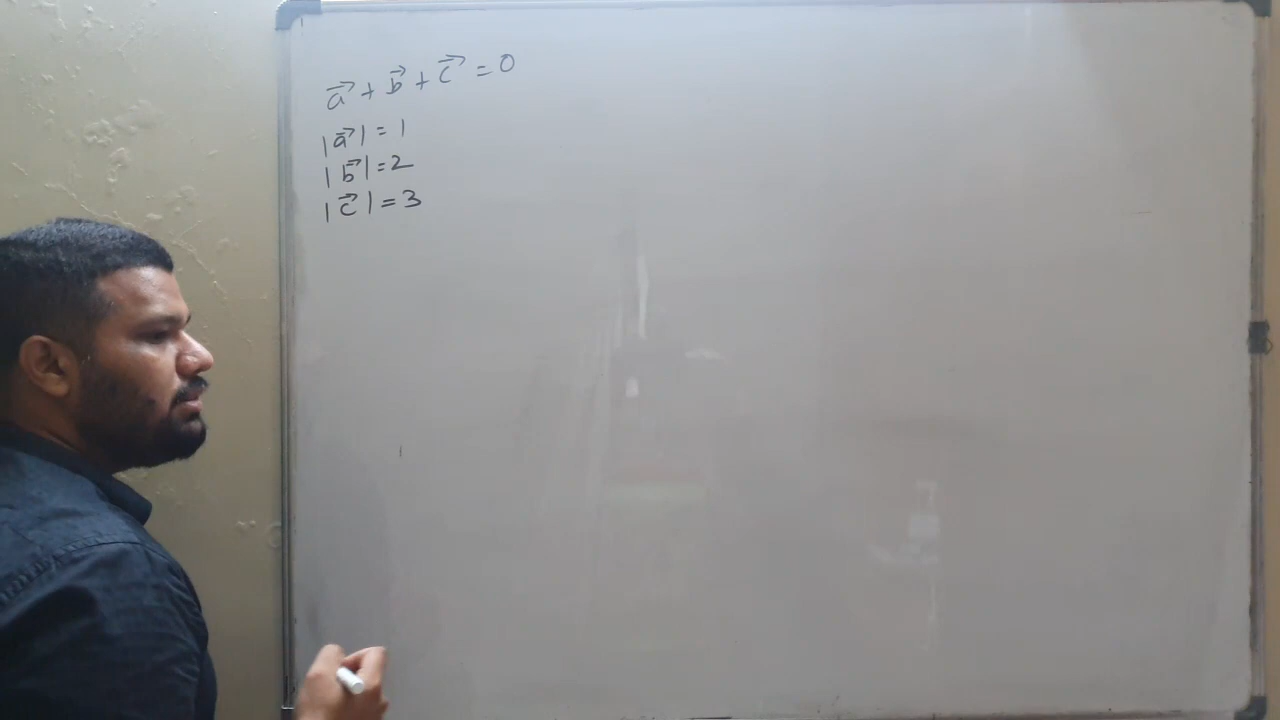 a⃗ + b⃗ + c⃗ = 0
|a⃗| = 1
|b⃗| = 2
|c⃗| = 3